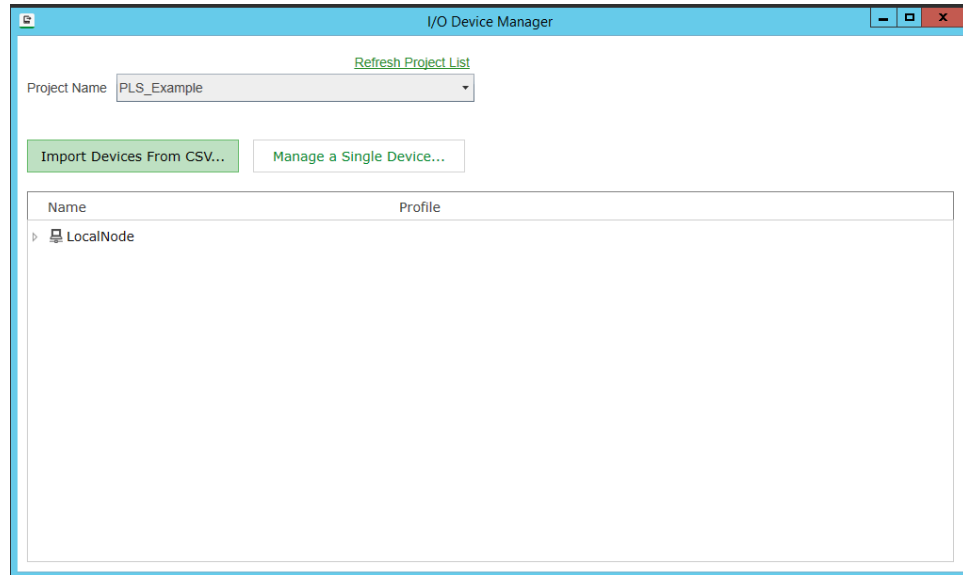 I/O Device Manager
Refresh Project List
Project Name PLS_Example
Import Devices From CSV... Manage a Single Device...
Name Profile
LocalNode